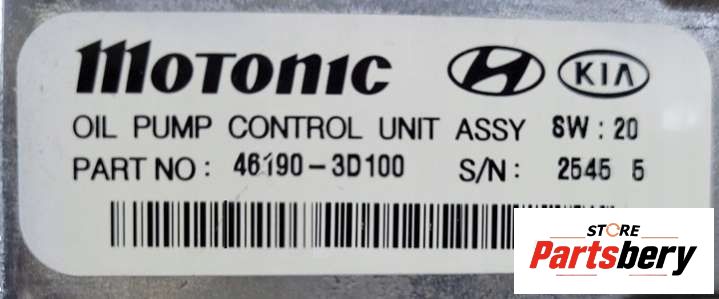 MOTONIC KIA
OIL PUMP CONTROL UNIT ASSY SW : 20
PART NO : 46190-3D100 S/N : 2545 5
STORE
Partsbery